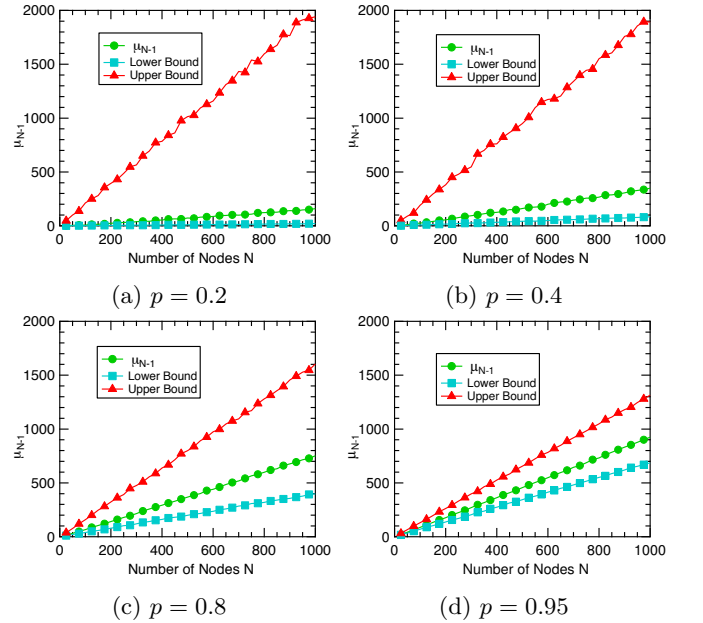 2000
1500
1000
500
0
μN-1
μN-1
Lower Bound
Upper Bound
0 200 400 600 800 1000
Number of Nodes N
(a) p = 0.2
2000
1500
1000
500
0
μN-1
μN-1
Lower Bound
Upper Bound
0 200 400 600 800 1000
Number of Nodes N
(b) p = 0.4
2000
1500
1000
500
0
μN-1
μN-1
Lower Bound
Upper Bound
0 200 400 600 800 1000
Number of Nodes N
(c) p = 0.8
2000
1500
1000
500
0
μN-1
μN-1
Lower Bound
Upper Bound
0 200 400 600 800 1000
Number of Nodes N
(d) p = 0.95